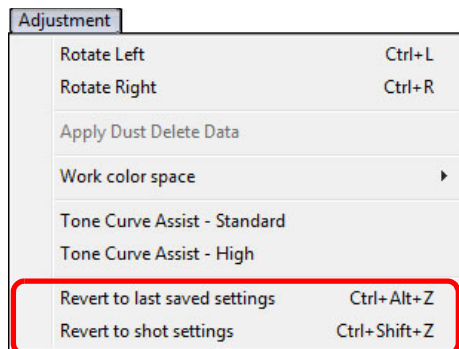 Adjustment
Rotate Left Ctrl+L
Rotate Right Ctrl+R
Apply Dust Delete Data
Work color space
Tone Curve Assist - Standard
Tone Curve Assist - High
Revert to last saved settings Ctrl+Alt+Z
Revert to shot settings Ctrl+Shift+Z